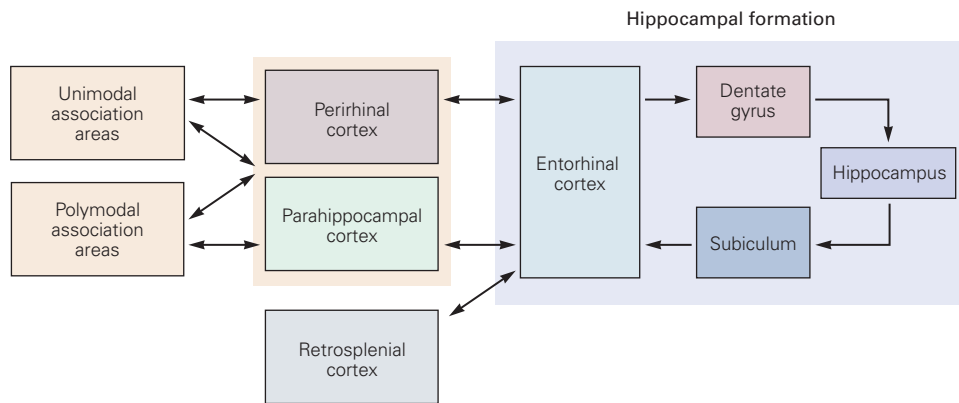 Hippocampal formation
Unimodal
association
areas
Polymodal
association
areas
Perirhinal
cortex
Parahippocampal
cortex
Retrosplenial
cortex
Entorhinal
cortex
Dentate
gyrus
Hippocampus
Subiculum